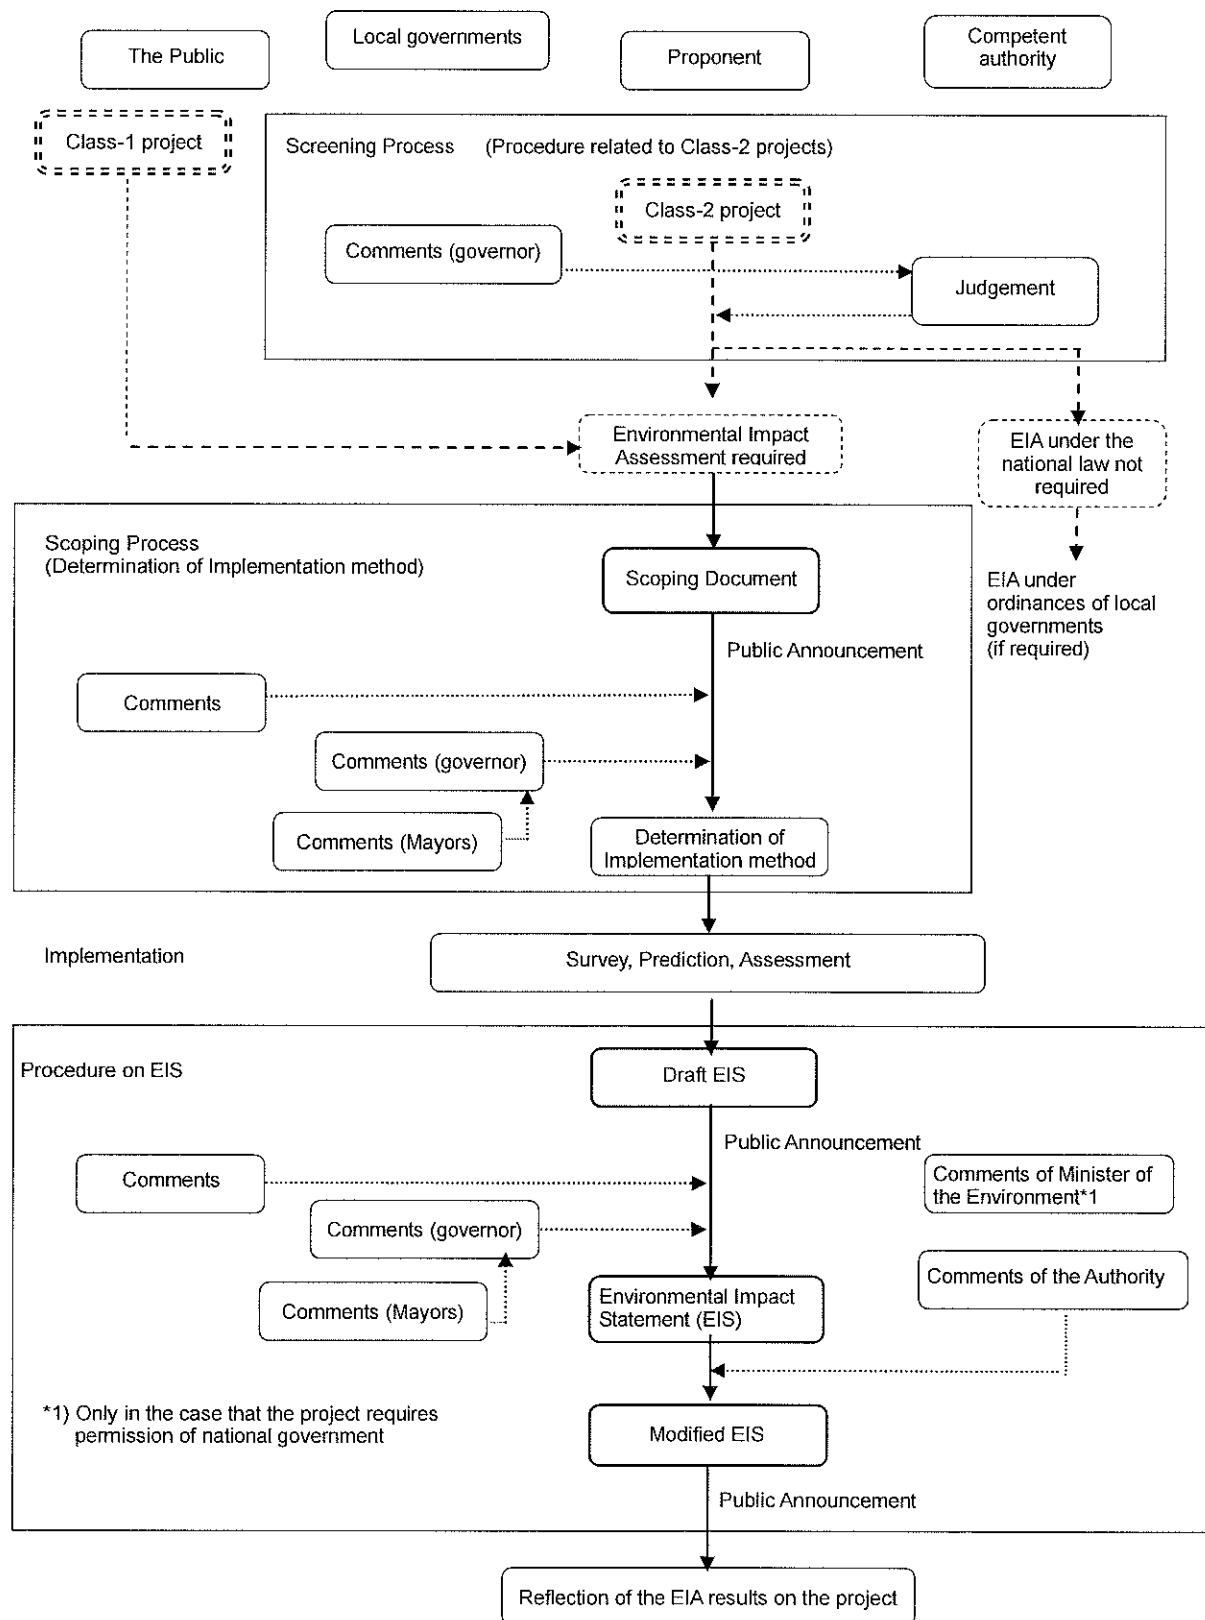 The Public
Local governments
Proponent
Competent
authority
Class-1 project
Screening Process (Procedure related to Class-2 projects)
Class-2 project
Comments (governor)
Judgement
Environmental Impact
Assessment required
EIA under the
national law not
required
Scoping Process
(Determination of Implementation method)
Scoping Document
EIA under
ordinances of local
governments
(if required)
Public Announcement
Comments
Comments (governor)
Comments (Mayors)
Determination of
Implementation method
Implementation
Survey, Prediction, Assessment
Procedure on EIS
Draft EIS
Public Announcement
Comments
Comments of Minister of
the Environment*1
Comments (governor)
Comments of the Authority
Comments (Mayors)
Environmental Impact
Statement (EIS)
*1) Only in the case that the project requires
permission of national government
Modified EIS
Public Announcement
Reflection of the EIA results on the project